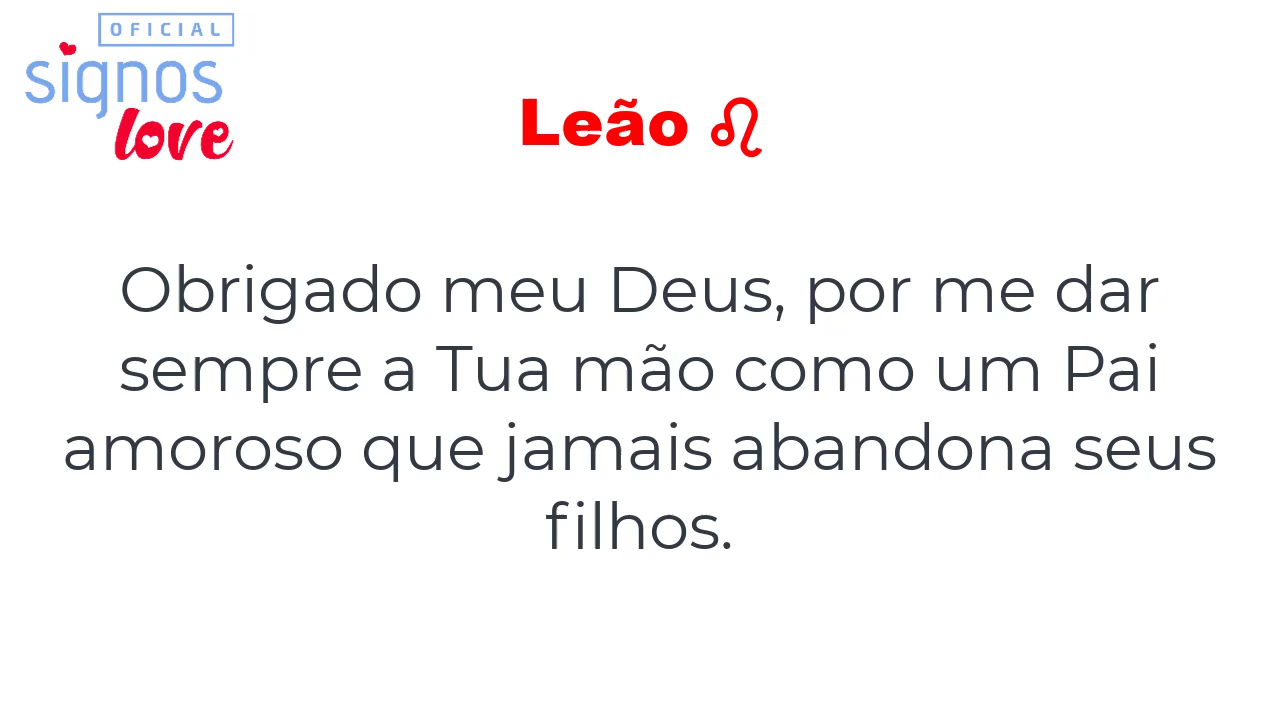 OFICIAL
signos
love
Leão ♌
Obrigado meu Deus, por me dar
sempre a Tua mão como um Pai
amoroso que jamais abandona seus
filhos.